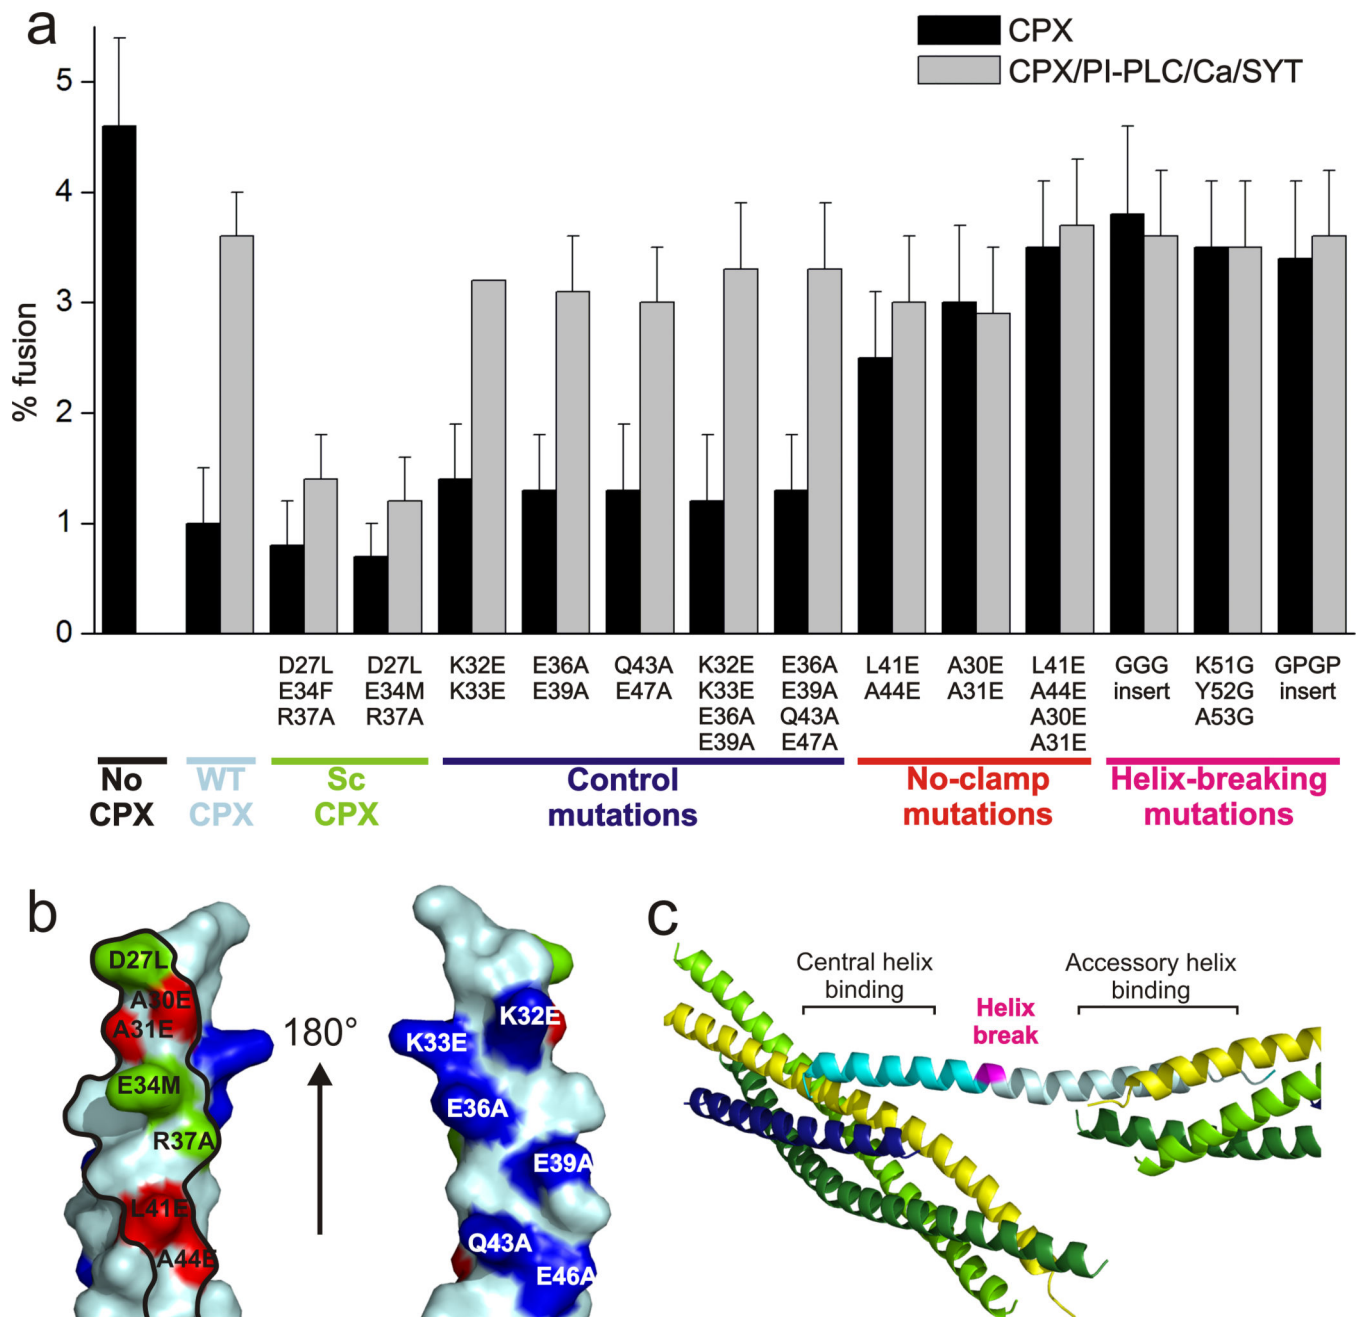 a
CPX
CPX/PI-PLC/Ca/SYT
% fusion
5
4
3
2
1
0
D27L
E34F
R37A
D27L
E34M
R37A
K32E
K33E
E36A
E39A
Q43A
E47A
K32E
K33E
E36A
E39A
E36A
E39A
Q43A
E47A
L41E
A44E
A30E
A31E
L41E
A44E
A30E
A31E
GGG
insert
K51G
Y52G
A53G
GPGP
insert
No
CPX
WT
CPX
Sc
CPX
Control
mutations
No-clamp
mutations
Helix-breaking
mutations
b
D27L
A30E
A31E
E34M
R37A
L41E
A44E
180°
K32E
K33E
E36A
E39A
Q43A
E46A
c
Central helix
binding
Helix
break
Accessory helix
binding